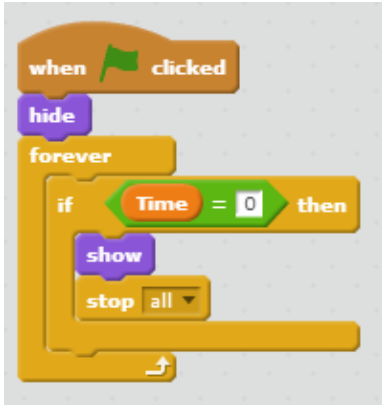 when clicked
hide
forever
if Time = 0 then
show
stop all